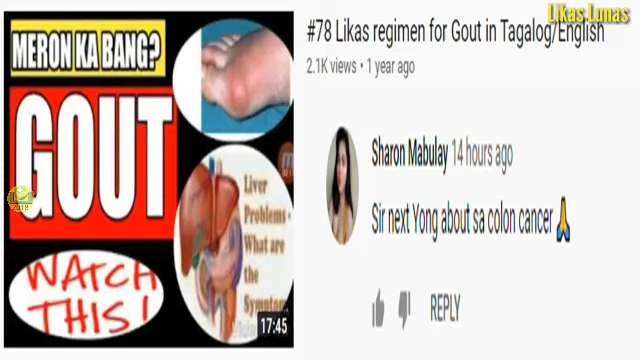 Likas Lunas
MERON KA BANG?
GOUT
WATCH
THIS!
Liver
Problems -
What are
the
Symptom
17:45
2018
#78 Likas regimen for Gout in Tagalog/English
2.1K views • 1 year ago
Sharon Mabulay 14 hours ago
Sir next Yong about sa colon cancer🙏
REPLY